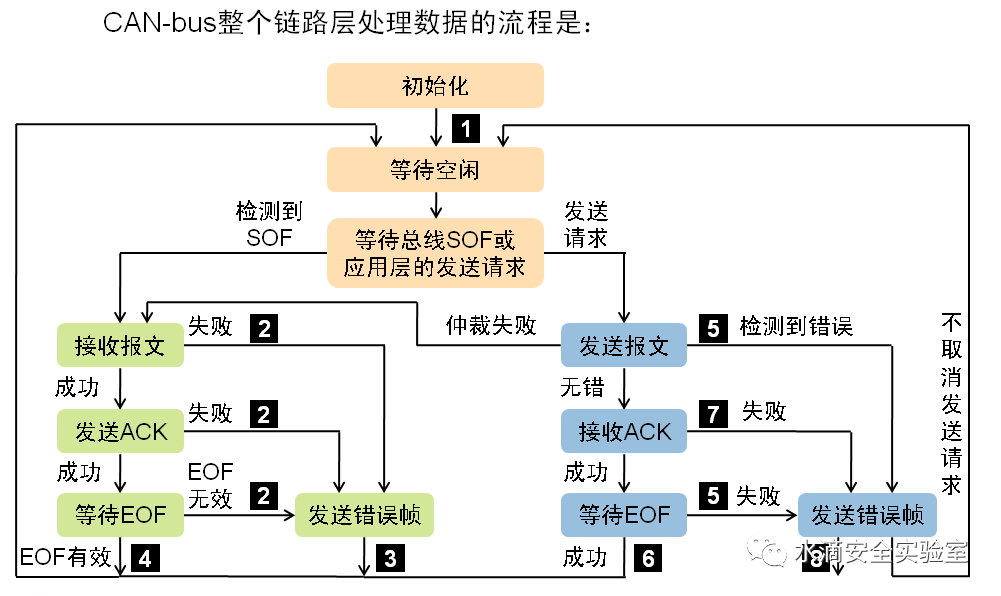 CAN-bus整个链路层处理数据的流程是：
初始化
1
等待空闲
检测到
SOF
发送
请求
等待总线SOF或
应用层的发送请求
接收报文
失败 2
仲裁失败
发送报文
5 检测到错误
不取消发送请求
成功
无错
发送ACK
失败 2
接收ACK
7 失败
成功
EOF
无效 2
成功
等待EOF
发送错误帧
等待EOF
5 失败
发送错误帧
EOF有效 4
3
成功 6
8
水滴安全实验室